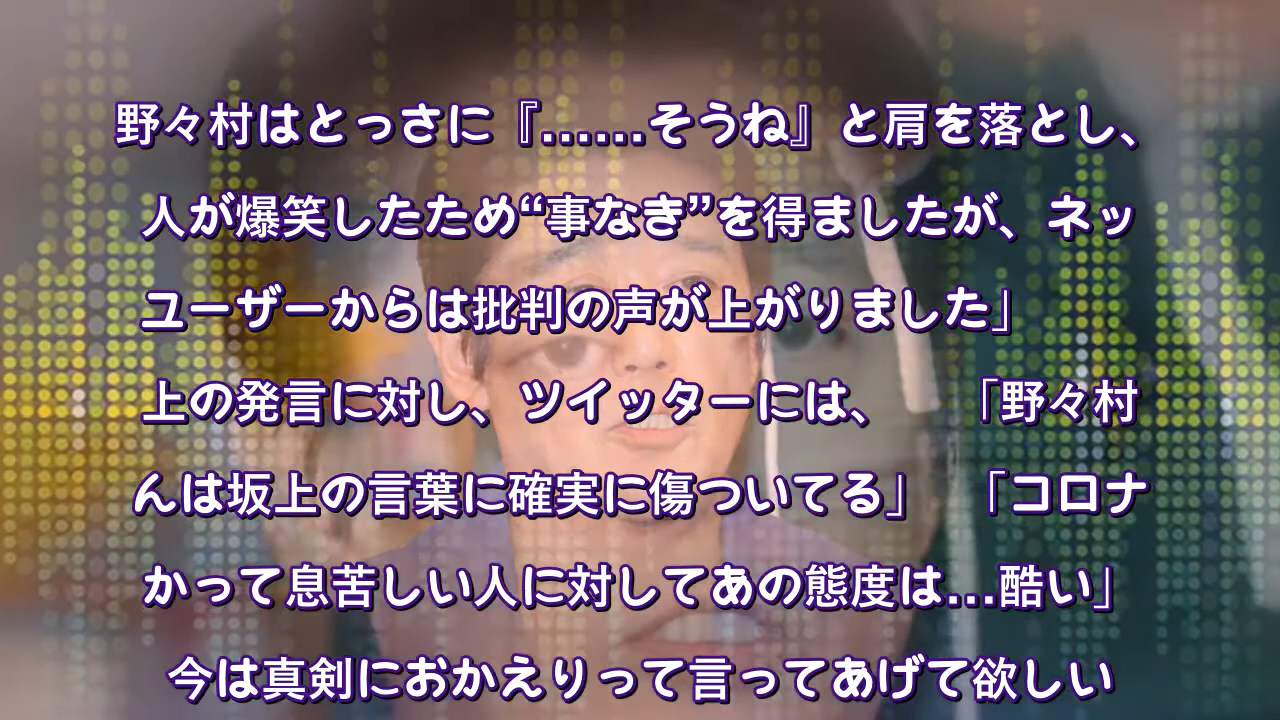 野々村はとっさに『……そうね』と肩を落とし、
人が爆笑したため“事なき”を得ましたが、ネッ
ユーザーからは批判の声が上がりました」
上の発言に対し、ツイッターには、　　「野々村
んは坂上の言葉に確実に傷ついてる」　「コロナ
かって息苦しい人に対してあの態度は…酷い」
今は真剣におかえりって言ってあげて欲しい